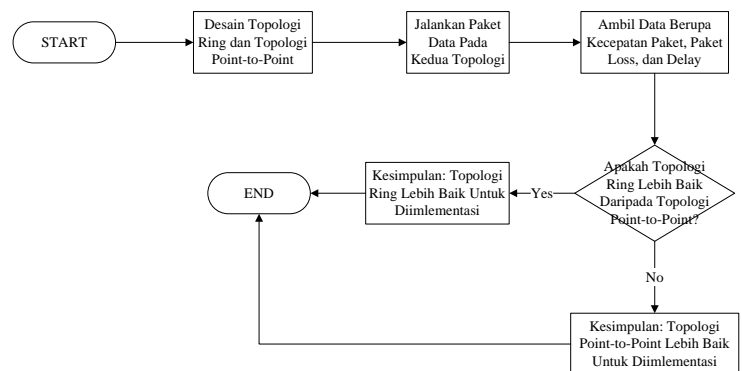 START
Desain Topologi
Ring dan Topologi
Point-to-Point
Jalankan Paket
Data Pada
Kedua Topologi
Ambil Data Berupa
Kecepatan Paket, Paket
Loss, dan Delay
Apakah Topologi
Ring Lebih Baik
Daripada Topologi
Point-to-Point?
Yes
Kesimpulan: Topologi
Ring Lebih Baik Untuk
Diimlementasi
END
No
Kesimpulan: Topologi
Point-to-Point Lebih Baik
Untuk Diimlementasi